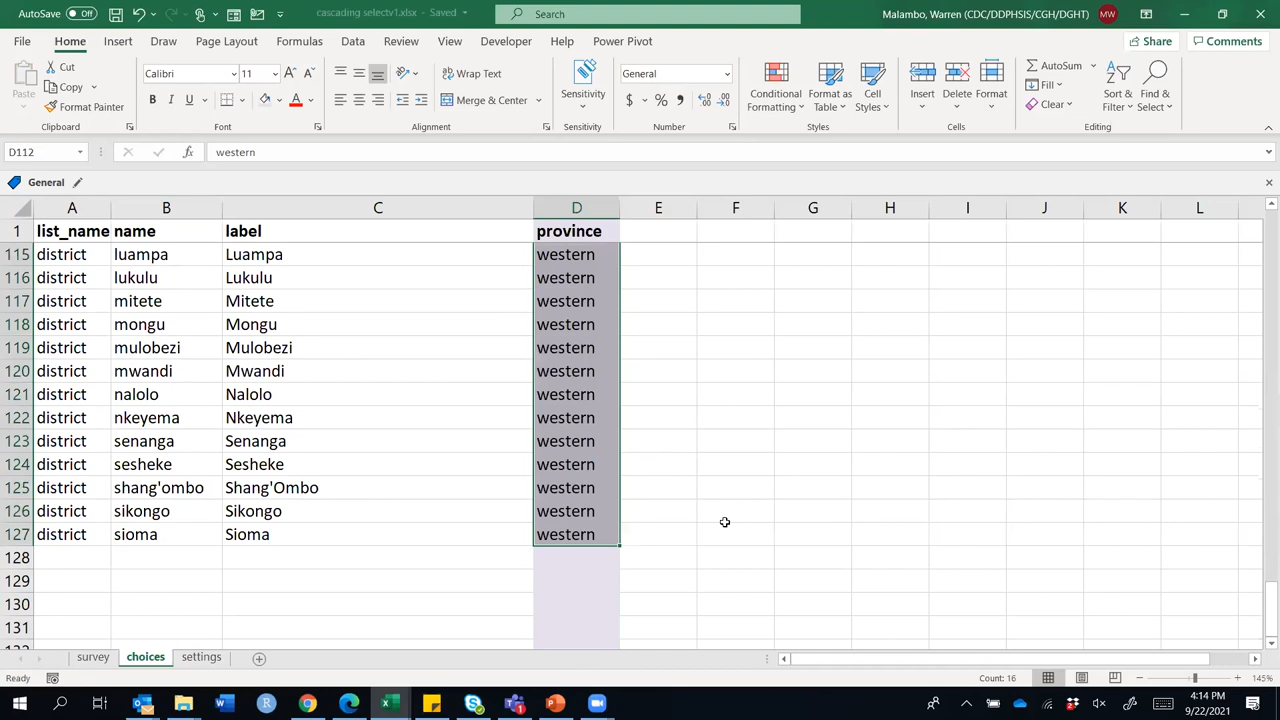 AutoSave Off cascading selectv1.xlsx - Saved Search Malambo, Warren (CDC/DDPHSIS/CGH/DGHT) MW
File Home Insert Draw Page Layout Formulas Data Review View Developer Help Power Pivot Share Comments
Paste Cut Copy Format Painter
Calibri 11
B I U A
Wrap Text
Merge & Center
Sensitivity
General
$ % ,
Conditional Formatting Format as Table Cell Styles
Insert Delete Format
AutoSum Fill Clear
Sort & Filter Find & Select
Clipboard Font Alignment Sensitivity Number Styles Cells Editing
D112 fx western
General
A B C D E F G H I J K L
1 list_name name label province
115 district luampa Luampa western
116 district lukulu Lukulu western
117 district mitete Mitete western
118 district mongu Mongu western
119 district mulobezi Mulobezi western
120 district mwandi Mwandi western
121 district nalolo Nalolo western
122 district nkeyema Nkeyema western
123 district senanga Senanga western
124 district sesheke Sesheke western
125 district shang'ombo Shang'Ombo western
126 district sikongo Sikongo western
127 district sioma Sioma western
128
129
130
131
survey choices settings
Ready Count: 16 145%
4:14 PM
9/22/2021